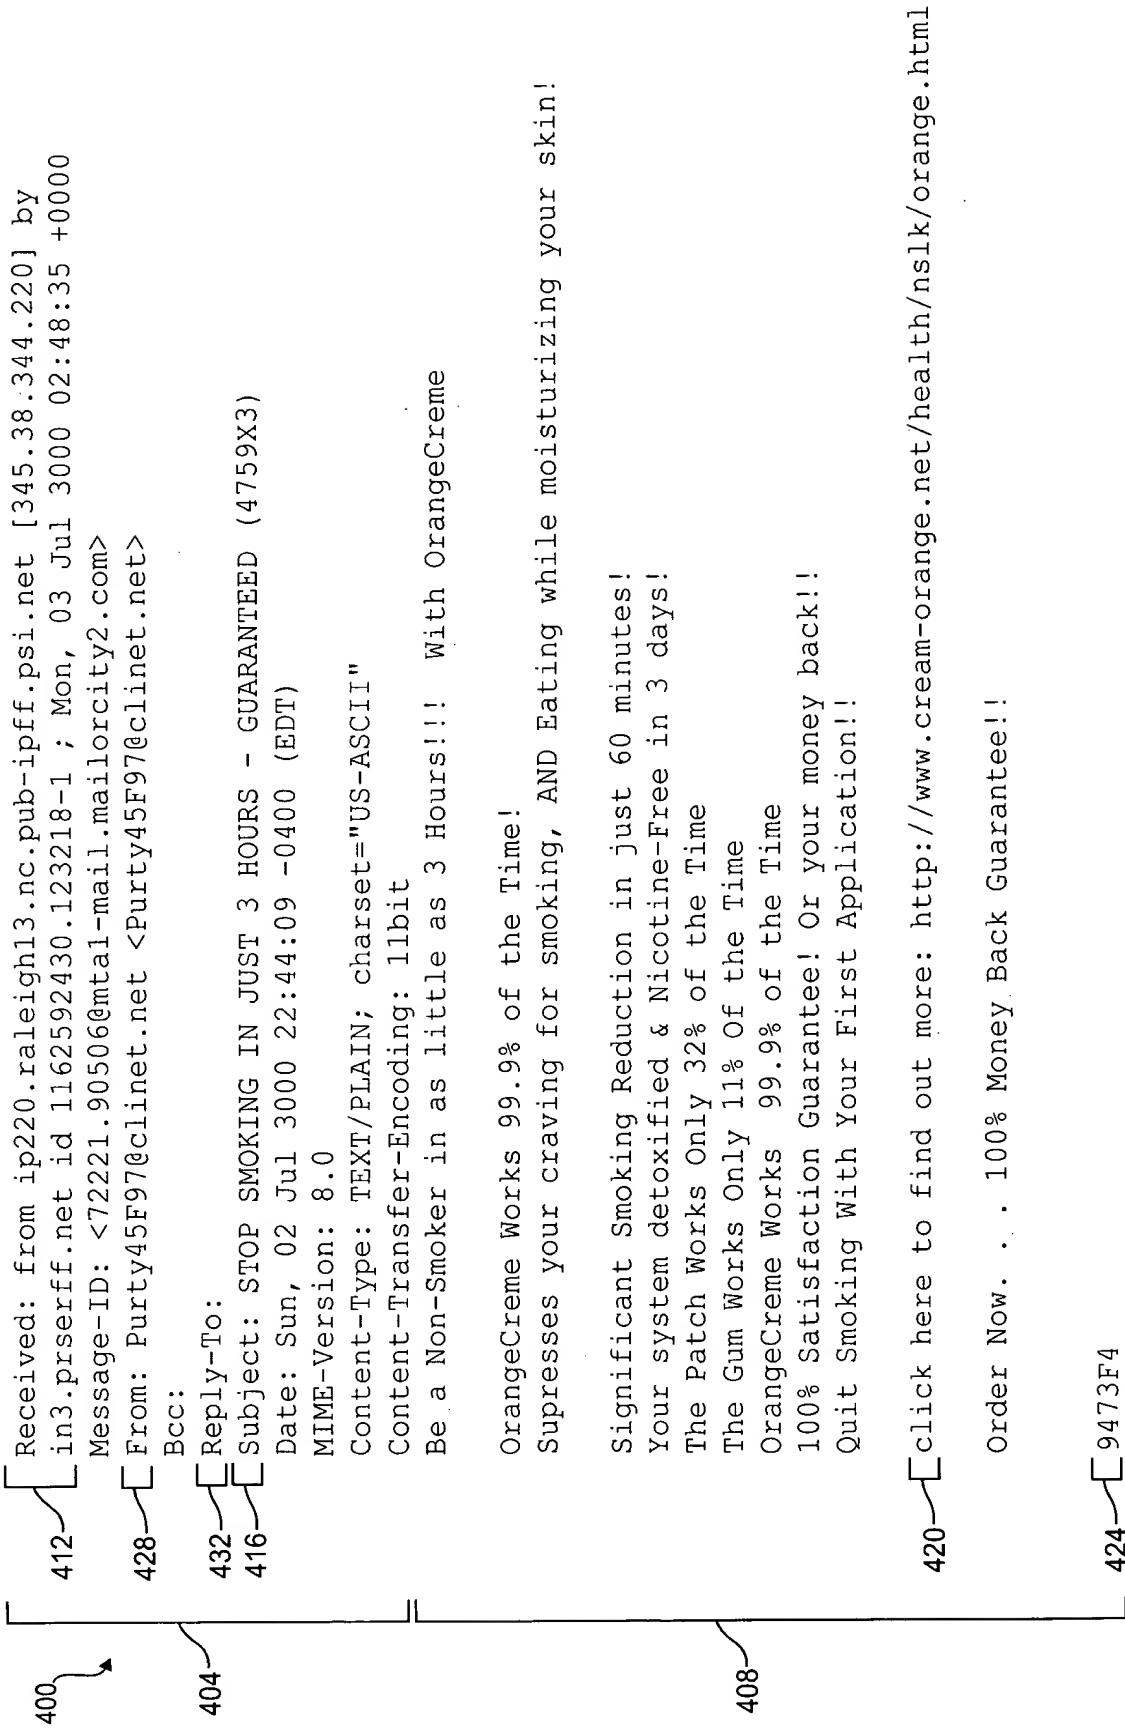 400
404
408
412
428
432
416
420
424
Received: from ip220.raleigh13.nc.pub-ipff.psi.net [345.38.344.220] by
in3.prserff.net id 1162592430.123218-1 ; Mon, 03 Jul 3000 02:48:35 +0000
Message-ID: <72221.90506@mtal-mail.mailorcity2.com>
From: Purty45F97@clinet.net <Purty45F97@clinet.net>
Bcc:
Reply-To:
Subject: STOP SMOKING IN JUST 3 HOURS - GUARANTEED (4759X3)
Date: Sun, 02 Jul 3000 22:44:09 -0400 (EDT)
MIME-Version: 8.0
Content-Type: TEXT/PLAIN; charset="US-ASCII"
Content-Transfer-Encoding: 11bit
Be a Non-Smoker in as little as 3 Hours!!! With OrangeCreme
OrangeCreme Works 99.9% of the Time!
Supresses your craving for smoking, AND Eating while moisturizing your skin!
Significant Smoking Reduction in just 60 minutes!
Your system detoxified & Nicotine-Free in 3 days!
The Patch Works Only 32% of the Time
The Gum Works Only 11% Of the Time
OrangeCreme Works 99.9% of the Time
100% Satisfaction Guarantee! Or your money back!!
Quit Smoking With Your First Application!!
click here to find out more: http://www.cream-orange.net/health/nslk/orange.html
Order Now. . . 100% Money Back Guarantee!!
9473F4